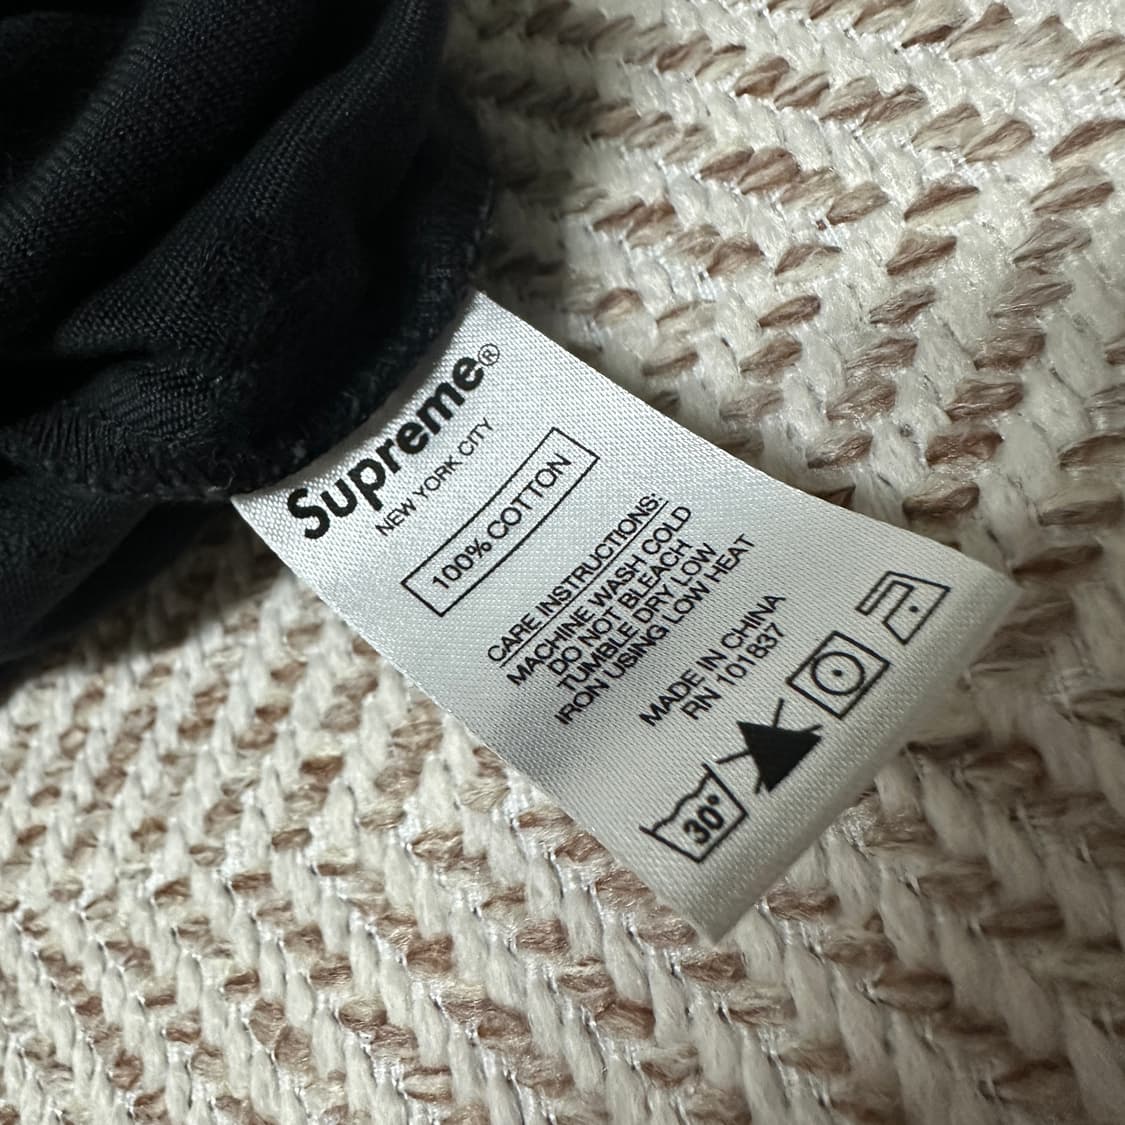 Supreme®
NEW YORK CITY
100% COTTON
CARE INSTRUCTIONS:
MACHINE WASH COLD
DO NOT BLEACH
TUMBLE DRY LOW
IRON USING LOW HEAT
MADE IN CHINA
RN 101837
30°